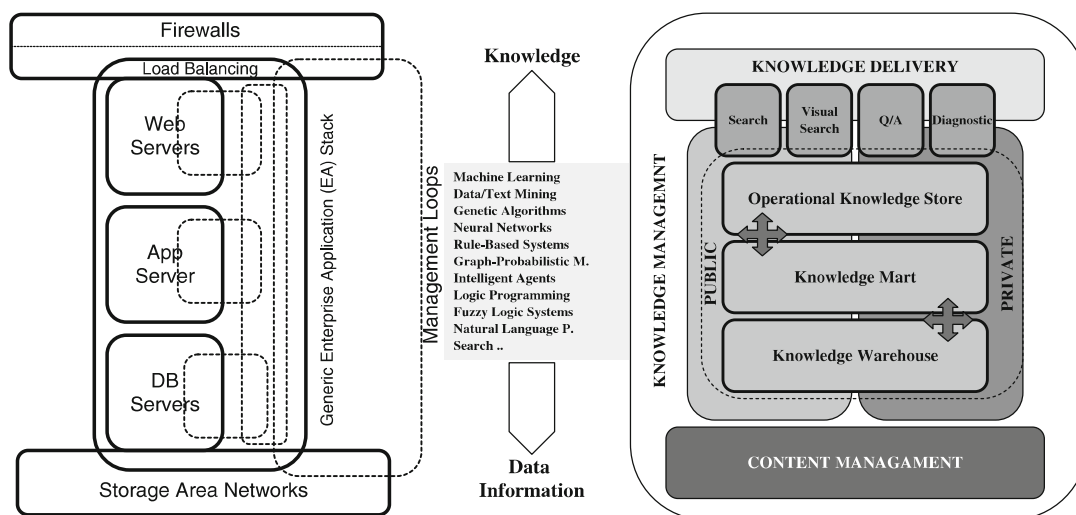 Firewalls
Load Balancing
Web
Servers
App
Server
DB
Servers
Generic Enterprise Application (EA) Stack
Management Loops
Storage Area Networks
Knowledge
Machine Learning
Data/Text Mining
Genetic Algorithms
Neural Networks
Rule-Based Systems
Graph-Probabilistic M.
Intelligent Agents
Logic Programming
Fuzzy Logic Systems
Natural Language P.
Search ..
Data
Information
KNOWLEDGE MANAGEMNT
KNOWLEDGE DELIVERY
Search
Visual
Search
Q/A
Diagnostic
PUBLIC
Operational Knowledge Store
Knowledge Mart
Knowledge Warehouse
PRIVATE
CONTENT MANAGAMENT